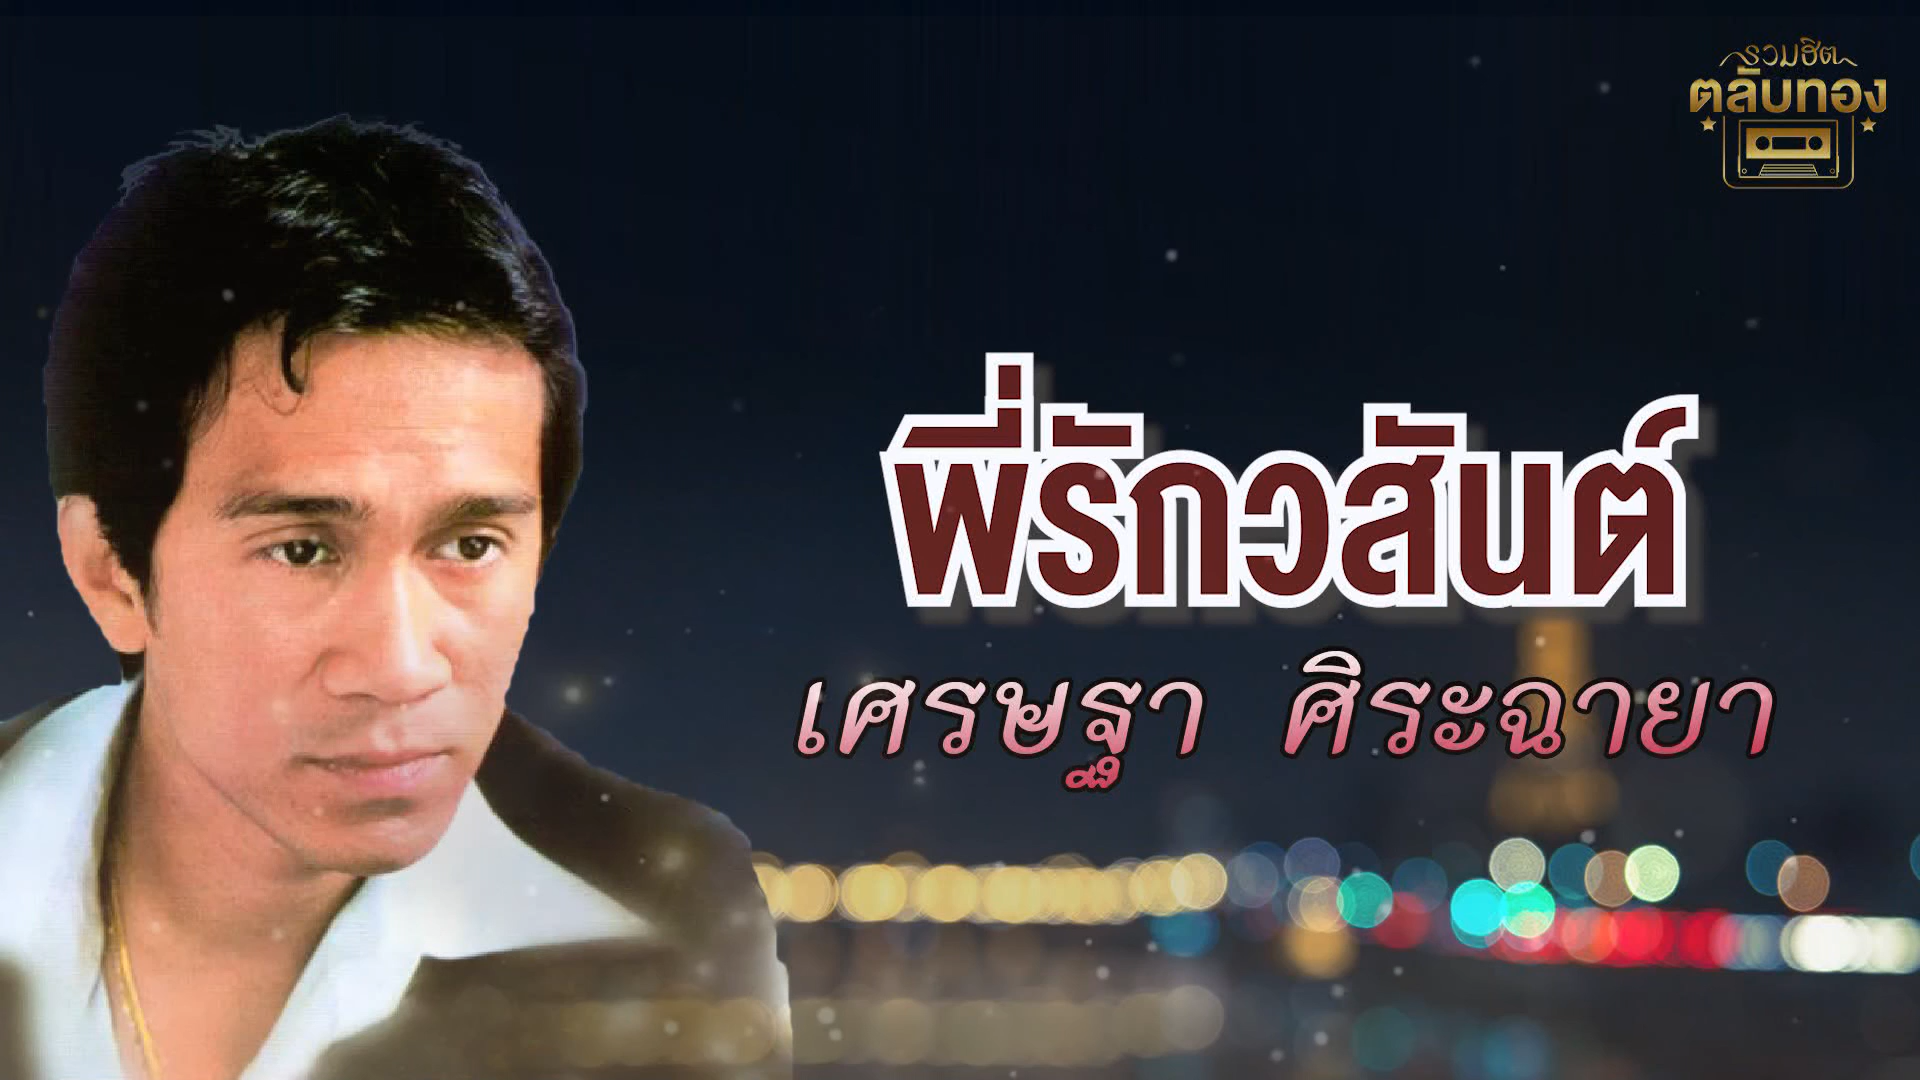 รวมฮิต
ตลับทอง
พี่รักวสันต์
เศรษฐา ศิระฉายา